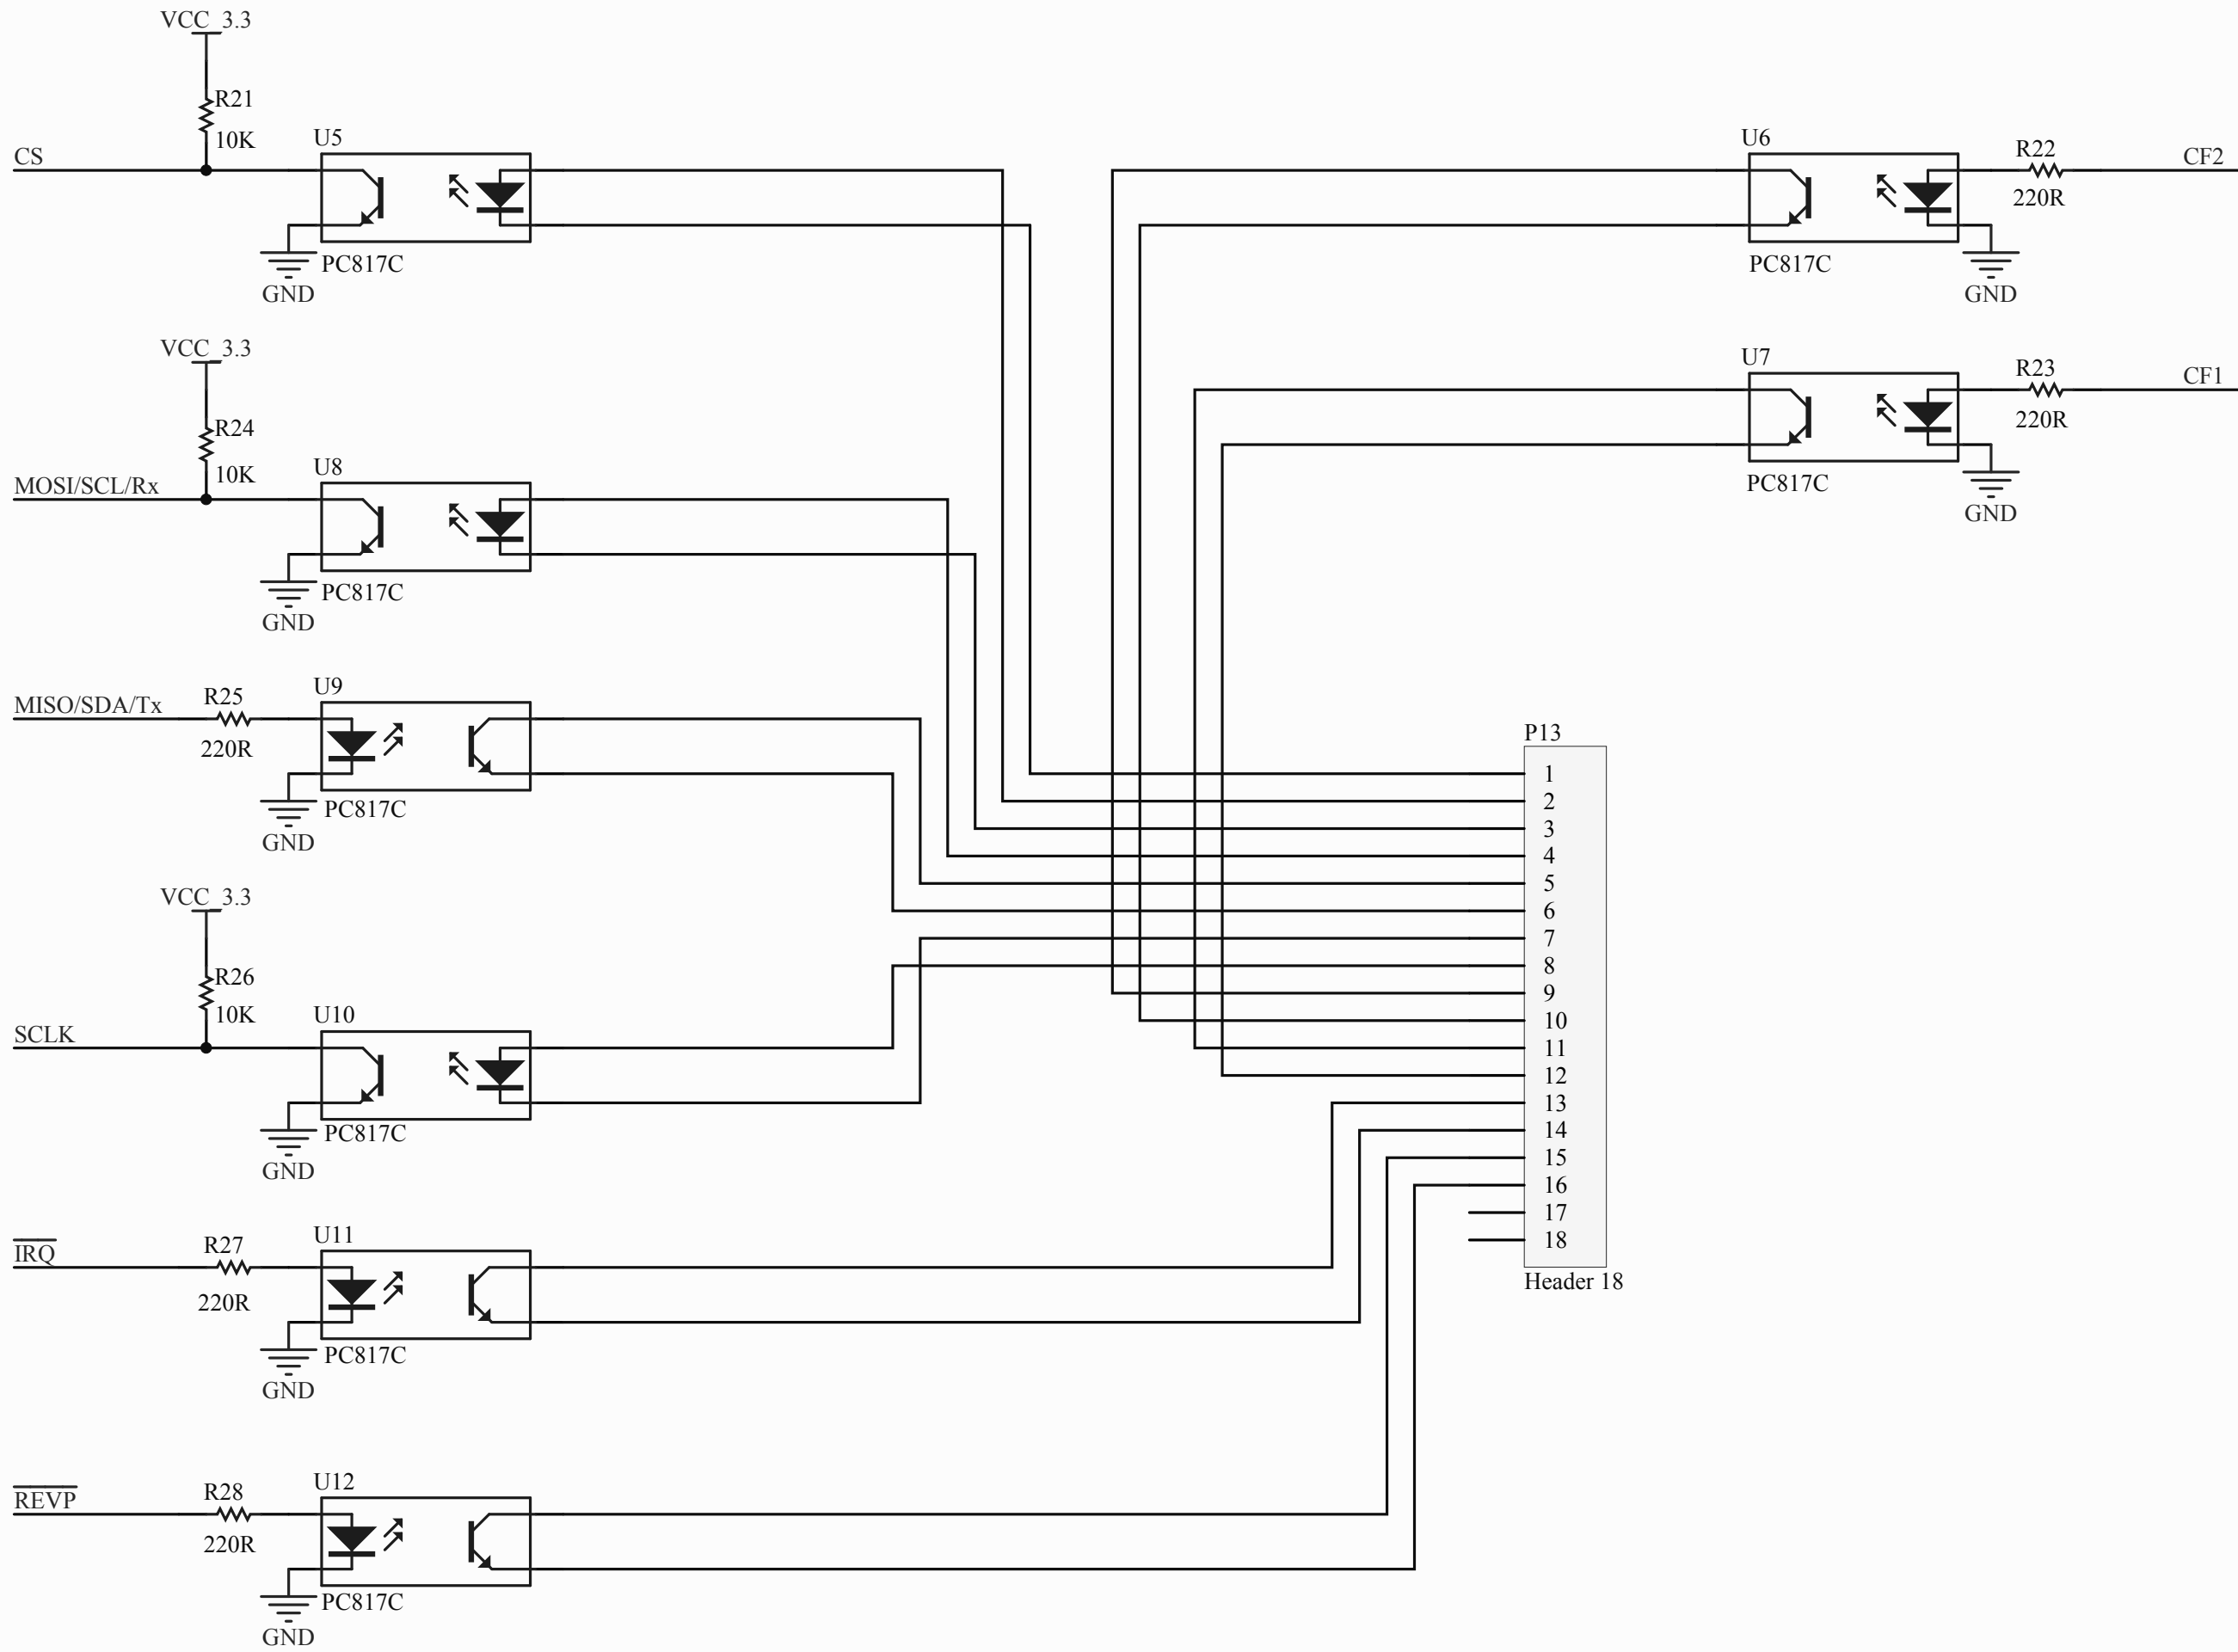 VCC_3.3
R21
10K
CS
U5
PC817C
GND
U6
R22
220R
CF2
PC817C
GND
VCC_3.3
R24
10K
MOSI/SCL/Rx
U8
PC817C
GND
U7
R23
220R
CF1
PC817C
GND
MISO/SDA/Tx
R25
220R
U9
PC817C
GND
VCC_3.3
R26
10K
SCLK
U10
PC817C
GND
P13
1
2
3
4
5
6
7
8
9
10
11
12
13
14
15
16
17
18
Header 18
IRQ
R27
220R
U11
PC817C
GND
REVP
R28
220R
U12
PC817C
GND